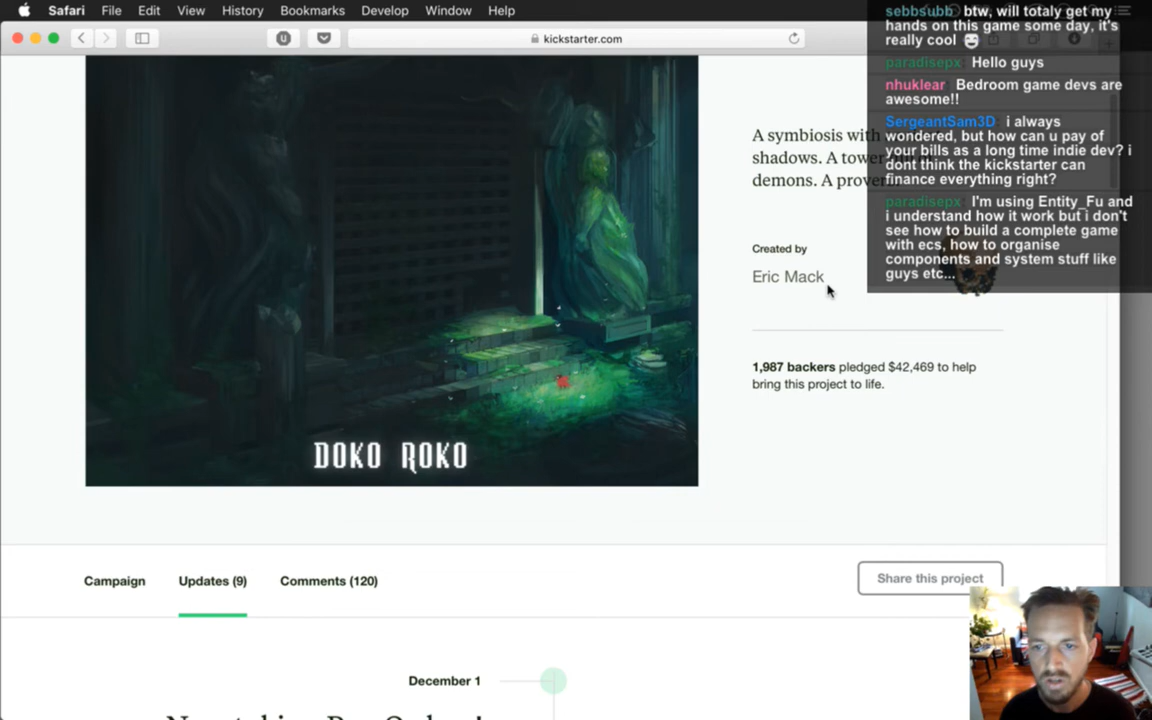 Safari File Edit View History Bookmarks Develop Window Help
kickstarter.com
sebbsubb btw, will totaly get my
hands on this game some day, it's
really cool
paradisepx Hello guys
nhuklear Bedroom game devs are
awesome!!
SergeantSam3D i always
wondered, but how can u pay of
your bills as a long time indie dev? i
dont think the kickstarter can
finance everything right?
paradisepx I'm using Entity_Fu and
i understand how it work but i don't
see how to build a complete game
with ecs, how to organise
components and system stuff like
guys etc...
A symbiosis with
shadows. A tower
demons. A prove
Created by
Eric Mack
1,987 backers pledged $42,469 to help
bring this project to life.
DOKO ROKO
Campaign Updates (9) Comments (120)
Share this project
December 1